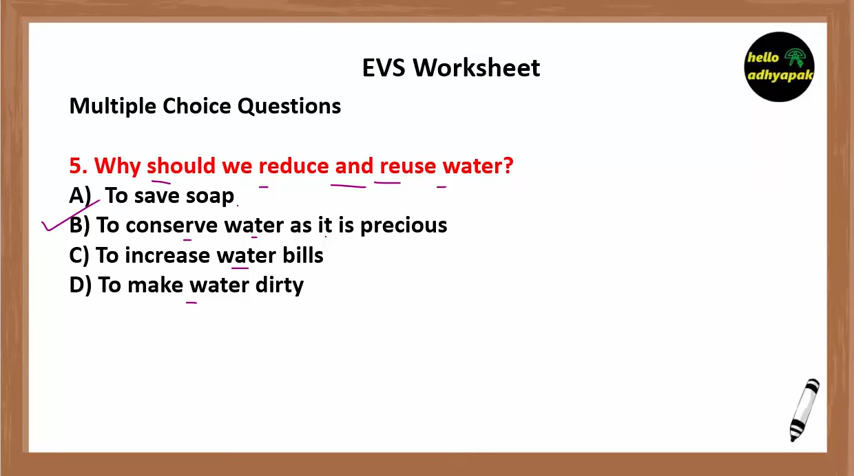 hello
adhyapak
EVS Worksheet
Multiple Choice Questions
5. Why should we reduce and reuse water?
A) To save soap
B) To conserve water as it is precious
C) To increase water bills
D) To make water dirty